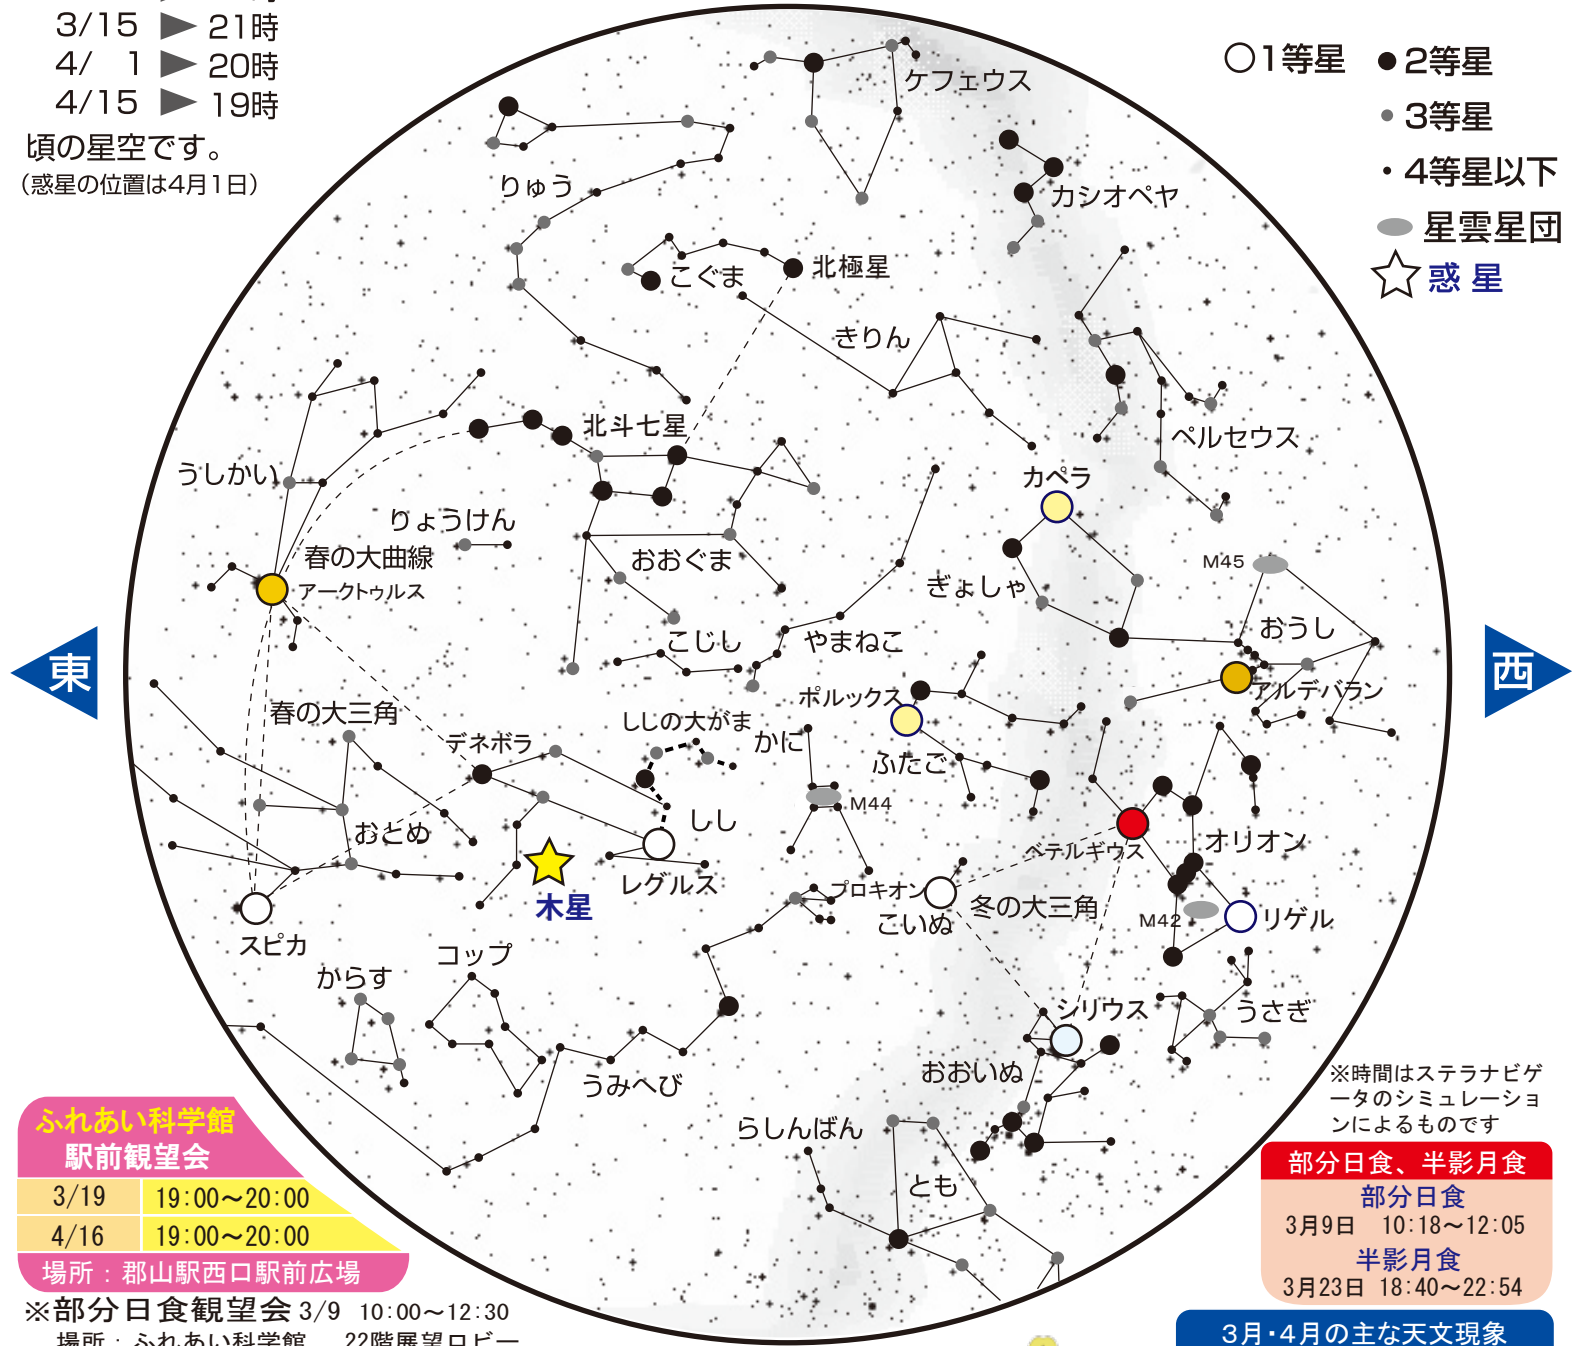 3/15 ▶ 21時
4/ 1 ▶ 20時
4/15 ▶ 19時
頃の星空です。
（惑星の位置は4月1日）
1等星
2等星
3等星
4等星以下
星雲星団
惑星
ケフェウス
カシオペヤ
りゅう
こぐま
北極星
きりん
ペルセウス
北斗七星
うしかい
カペラ
りょうけん
春の大曲線
アークトゥルス
おおぐま
ぎょしゃ
M45
おうし
こじし
やまねこ
東
西
ポルックス
アルデバラン
春の大三角
デネボラ
ししの大がま
かに
ふたご
M44
しし
おとめ
ベテルギウス
オリオン
レグルス
プロキオン
こいぬ
冬の大三角
M42
リゲル
木星
スピカ
コップ
からす
シリウス
うさぎ
うみへび
おおいぬ
らしんばん
とも
※時間はステラナビゲ
ータのシミュレーショ
ンによるものです
ふれあい科学館
駅前観望会
3/19 19:00〜20:00
4/16 19:00〜20:00
場所：郡山駅西口駅前広場
※部分日食観望会 3/9 10:00〜12:30
場所：ふれあい科学館 22階展望ロビー
部分日食、半影月食
部分日食
3月9日 10:18〜12:05
半影月食
3月23日 18:40〜22:54
3月・4月の主な天文現象